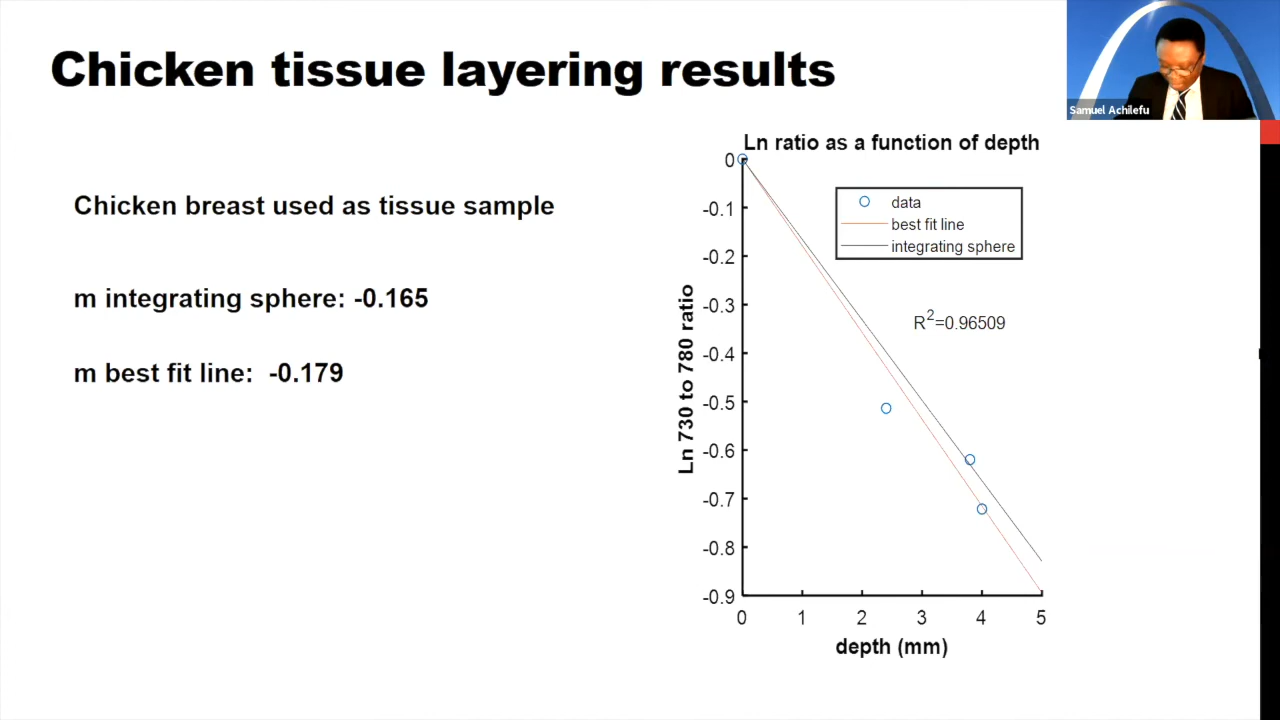 Chicken tissue layering results
Samuel Achilefu
Chicken breast used as tissue sample
m integrating sphere: -0.165
m best fit line: -0.179
Ln ratio as a function of depth
data
best fit line
integrating sphere
R2=0.96509
Ln 730 to 780 ratio
0
-0.1
-0.2
-0.3
-0.4
-0.5
-0.6
-0.7
-0.8
-0.9
0 1 2 3 4 5
depth (mm)